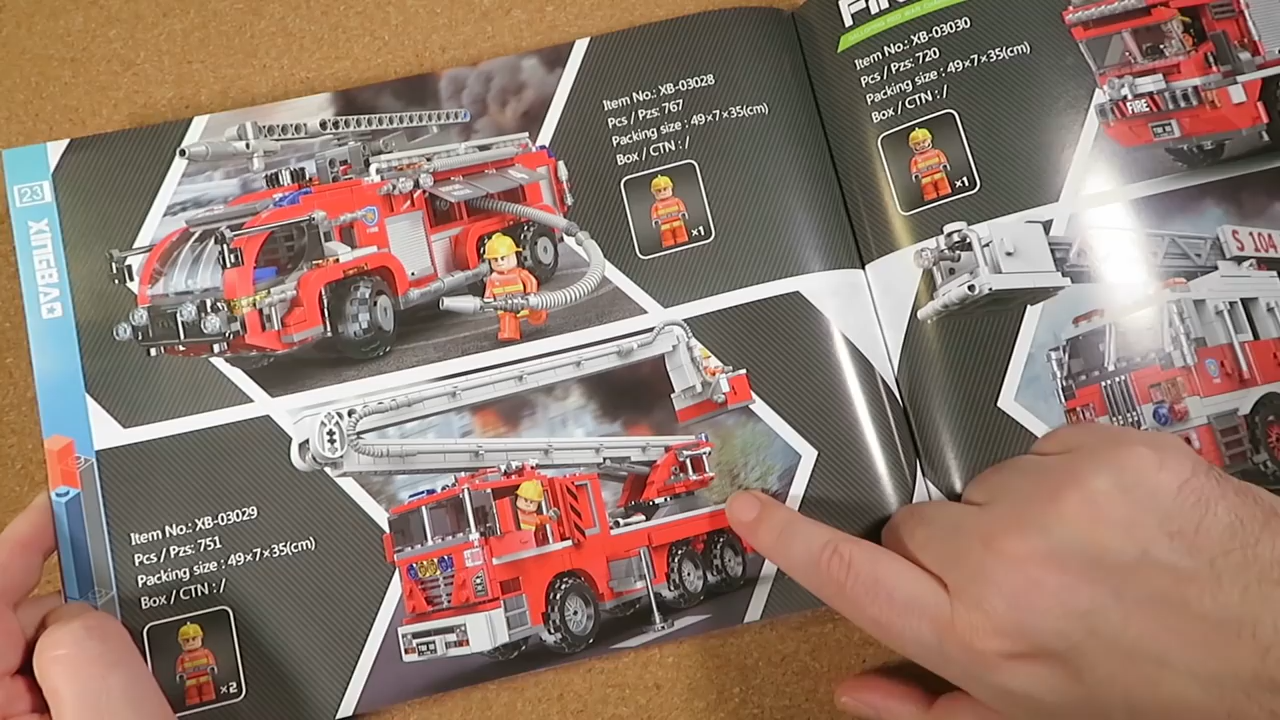 23
XINGBAO
Item No.: XB-03028
Pcs / Pzs: 767
Packing size : 49×7×35(cm)
Box / CTN : /
×1
Item No.: XB-03029
Pcs / Pzs: 751
Packing size : 49×7×35(cm)
Box / CTN : /
×2
Item No.: XB-03030
Pcs / Pzs: 720
Packing size : 49×7×35(cm)
Box / CTN : /
×1
FIRE
S 104